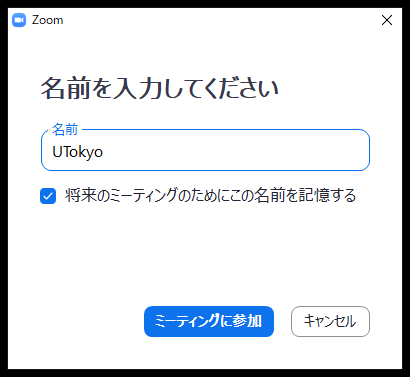 Zoom
名前を入力してください
名前
UTokyo
将来のミーティングのためにこの名前を記憶する
ミーティングに参加
キャンセル